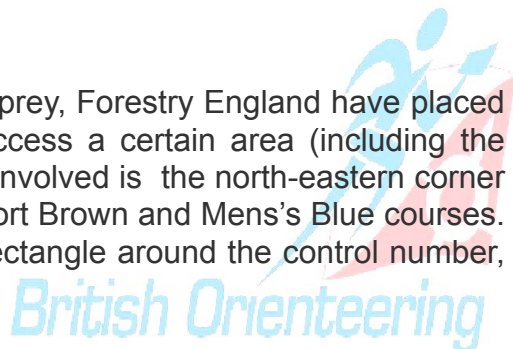 prey, Forestry England have placed
ccess a certain area (including the
nvolved is the north-eastern corner
ort Brown and Mens's Blue courses.
ectangle around the control number,
British Orienteering